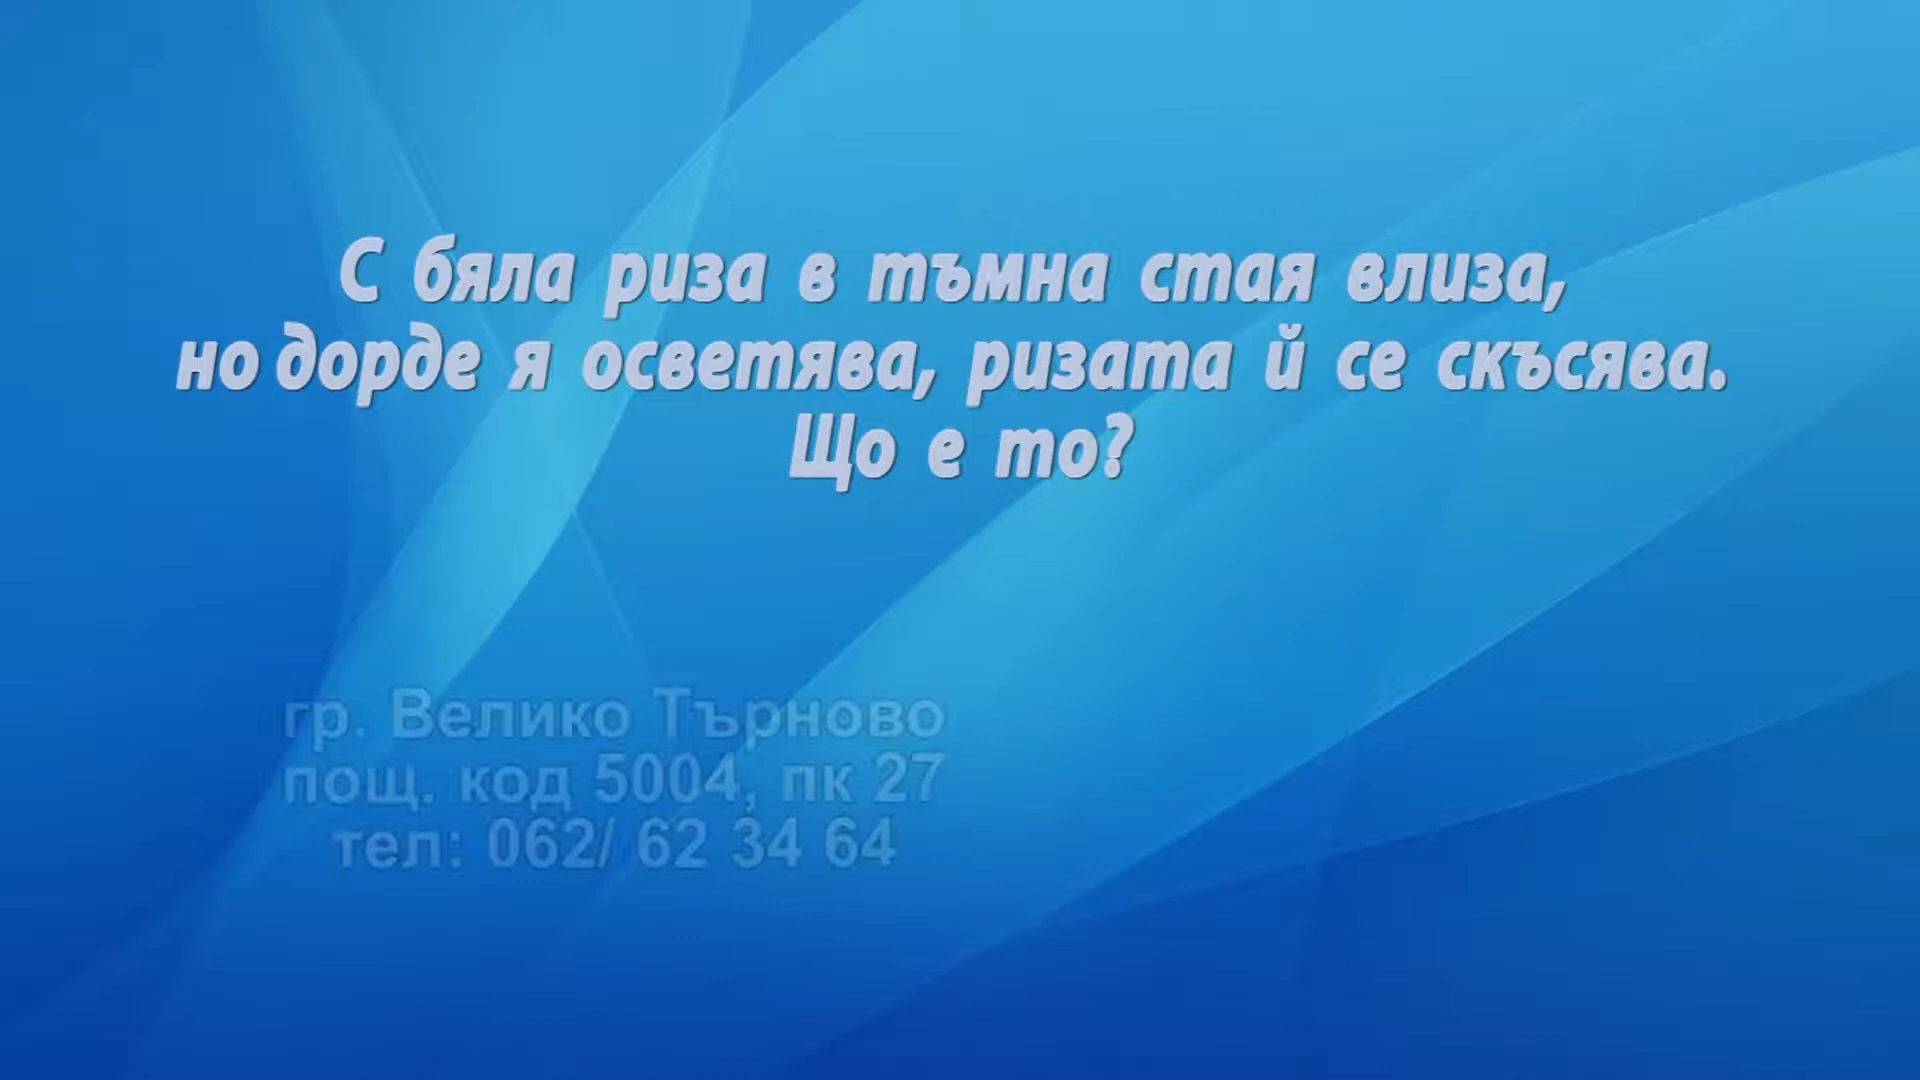 С бяла риза в тъмна стая влиза,
но дорде я осветява, ризата й се скъсява.
Що е то?
гр. Велико Търново
пощ. код 5004, пк 27
тел: 062/ 62 34 64